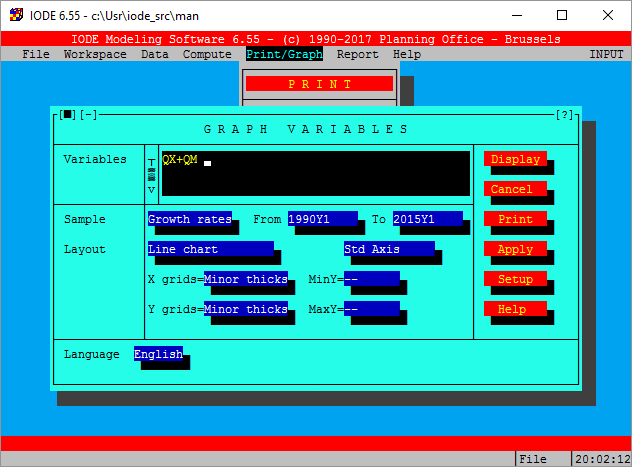 IODE 6.55 - c:\Usr\iode_src\man
IODE Modeling Software 6.55 - (c) 1990-2017 Planning Office - Brussels
File Workspace Data Compute Print/Graph Report Help INPUT
P R I N T
[■][-] [?]
G R A P H V A R I A B L E S
Variables QX+QM Display
Cancel
Sample Growth rates From 1990Y1 To 2015Y1 Print
Layout Line chart Std Axis Apply
X grids=Minor thicks MinY=-- Setup
Y grids=Minor thicks MaxY=-- Help
Language English
File 20:02:12